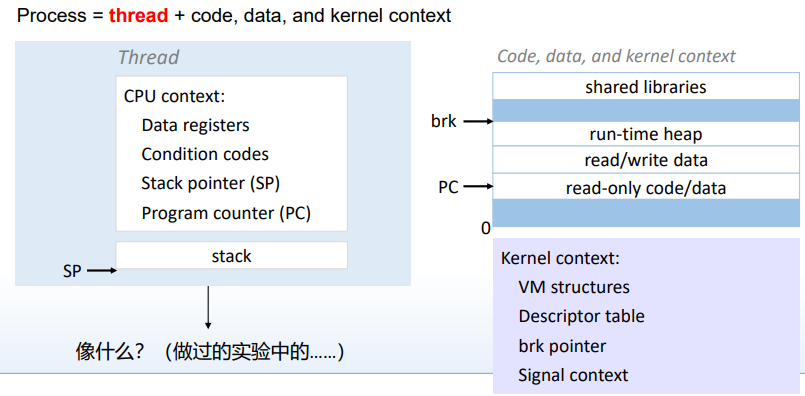 Process = thread + code, data, and kernel context
Thread
CPU context:
Data registers
Condition codes
Stack pointer (SP)
Program counter (PC)
stack
SP
像什么？（做过的实验中的……）
Code, data, and kernel context
shared libraries
brk
run-time heap
read/write data
PC
read-only code/data
0
Kernel context:
VM structures
Descriptor table
brk pointer
Signal context